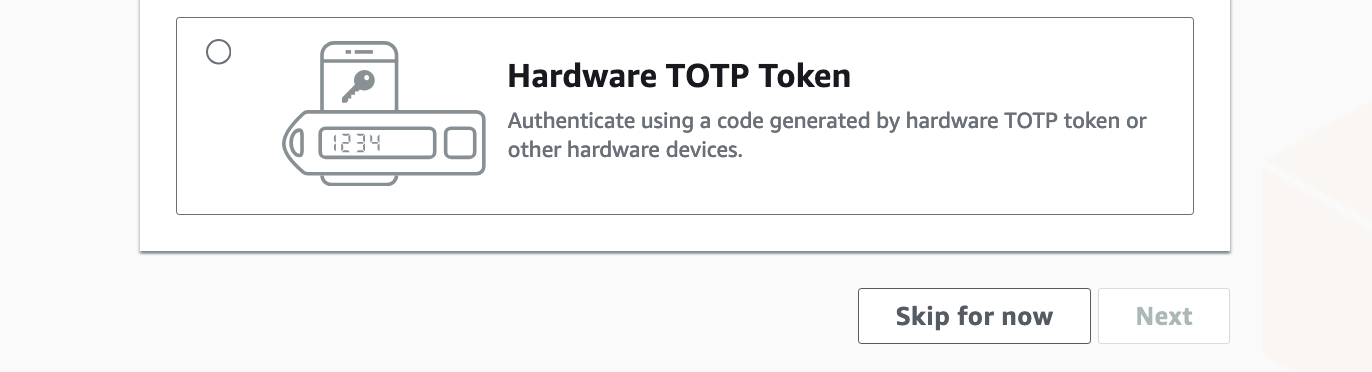 Hardware TOTP Token
Authenticate using a code generated by hardware TOTP token or
other hardware devices.
1234
Skip for now
Next